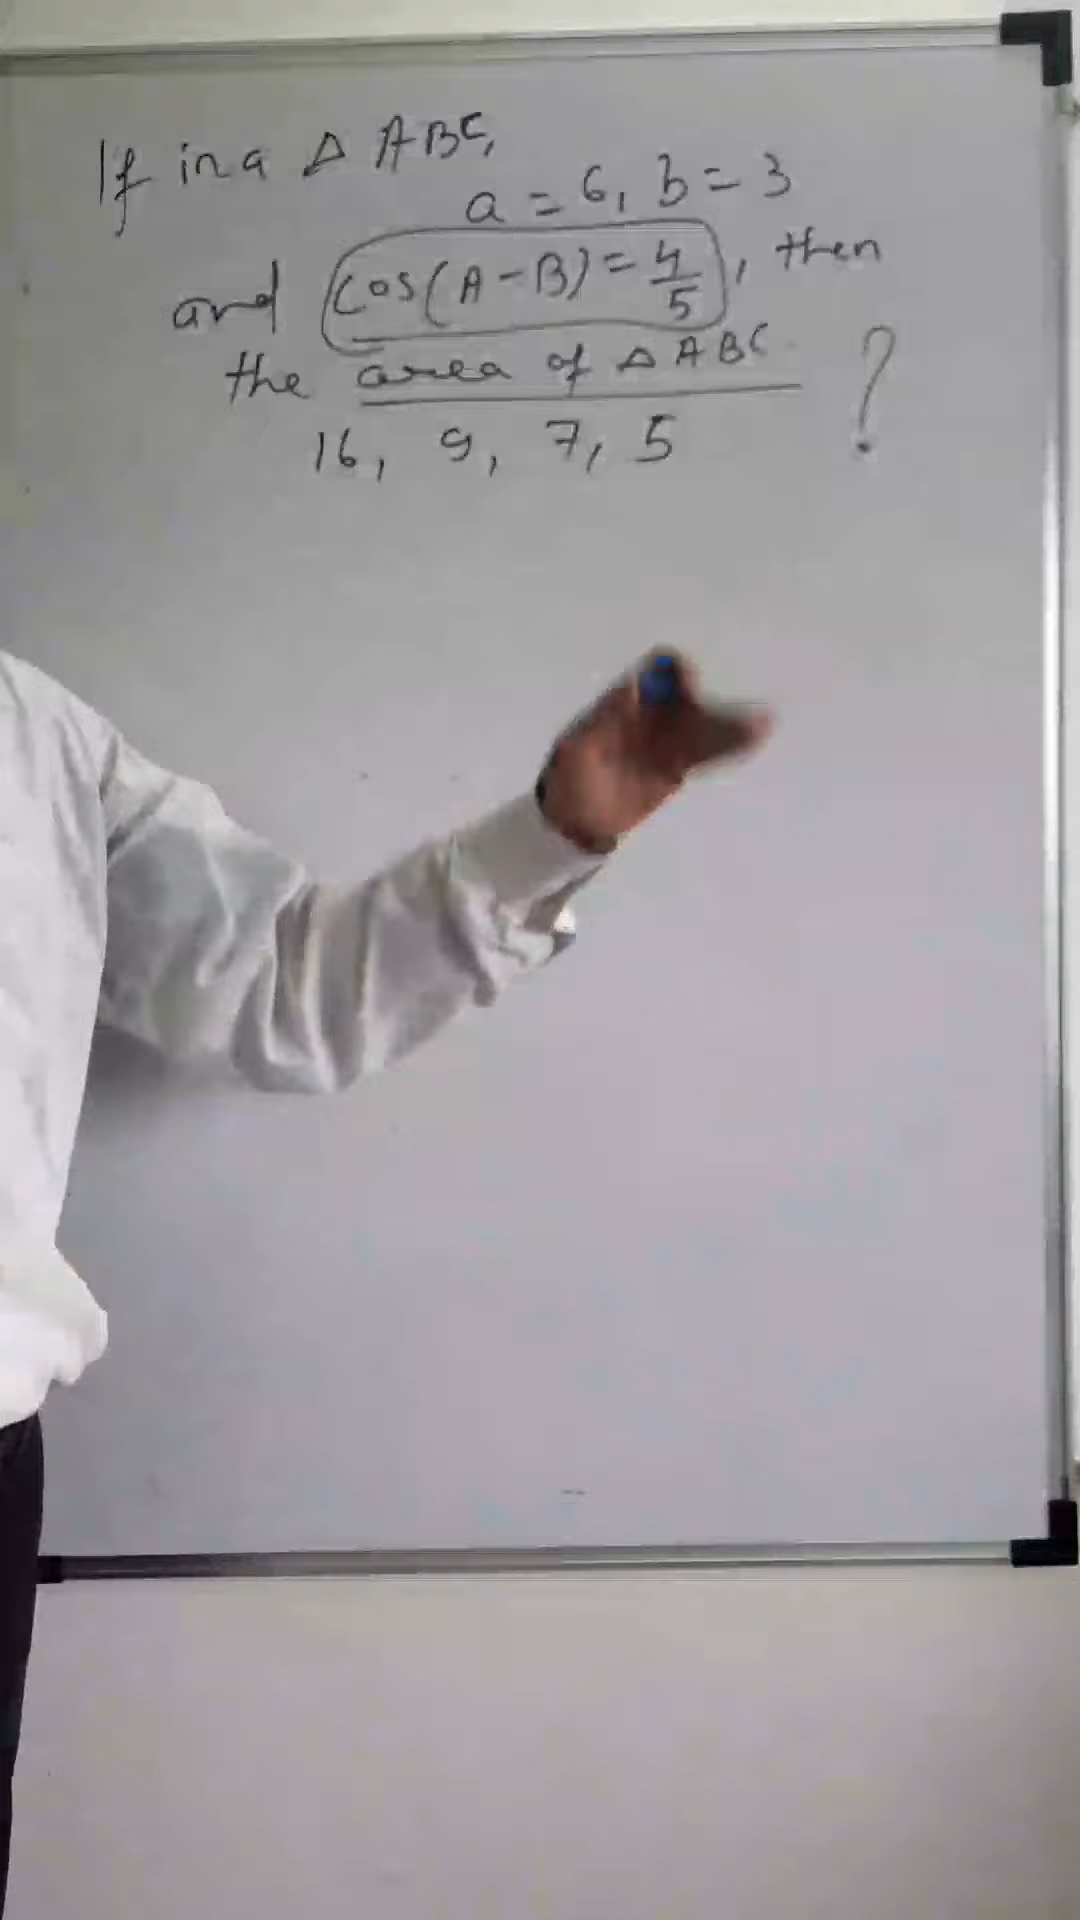 If in a △ ABC,
a = 6, b = 3
and cos(A-B) = 4/5, then
the area of △ ABC ?
16, 9, 7, 5